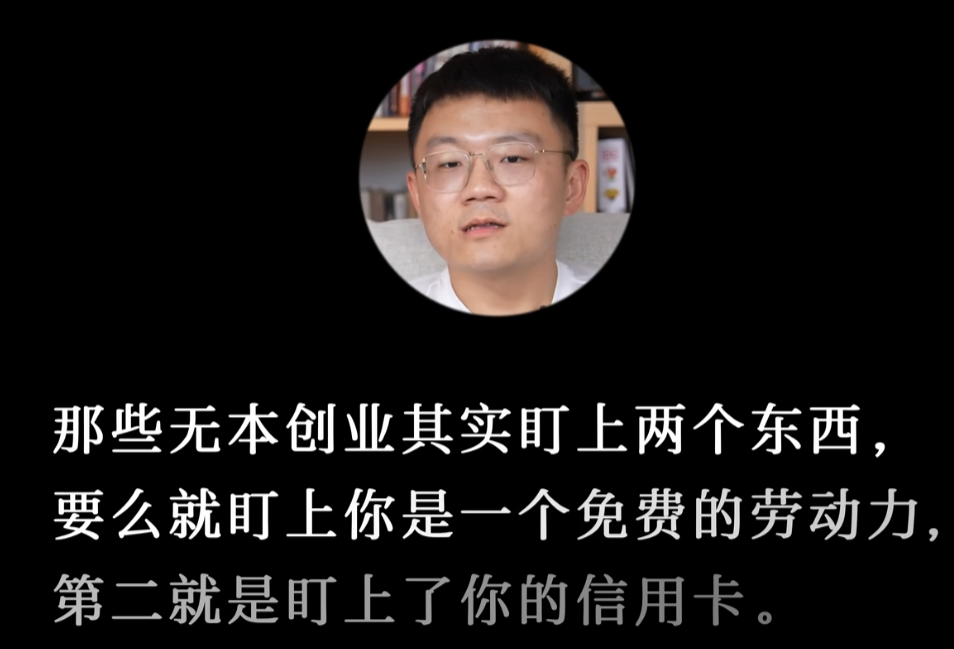 那些无本创业其实盯上两个东西，
要么就盯上你是一个免费的劳动力，
第二就是盯上了你的信用卡。